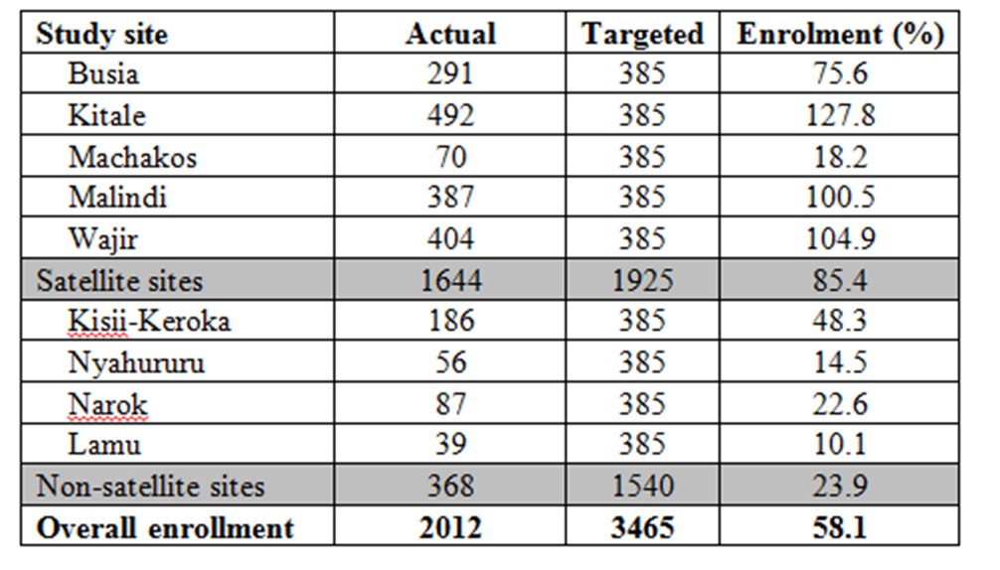 Study site Actual Targeted Enrolment (%)
Busia 291 385 75.6
Kitale 492 385 127.8
Machakos 70 385 18.2
Malindi 387 385 100.5
Wajir 404 385 104.9
Satellite sites 1644 1925 85.4
Kisii-Keroka 186 385 48.3
Nyahururu 56 385 14.5
Narok 87 385 22.6
Lamu 39 385 10.1
Non-satellite sites 368 1540 23.9
Overall enrollment 2012 3465 58.1